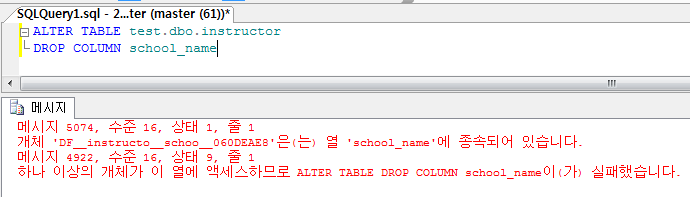 SQLQuery1.sql - 2...ter (master (61))*
ALTER TABLE test.dbo.instructor
DROP COLUMN school_name
메시지
메시지 5074, 수준 16, 상태 1, 줄 1
개체 'DF__instructo__schoo__060DEAE8'은(는) 열 'school_name'에 종속되어 있습니다.
메시지 4922, 수준 16, 상태 9, 줄 1
하나 이상의 개체가 이 열에 액세스하므로 ALTER TABLE DROP COLUMN school_name이(가) 실패했습니다.